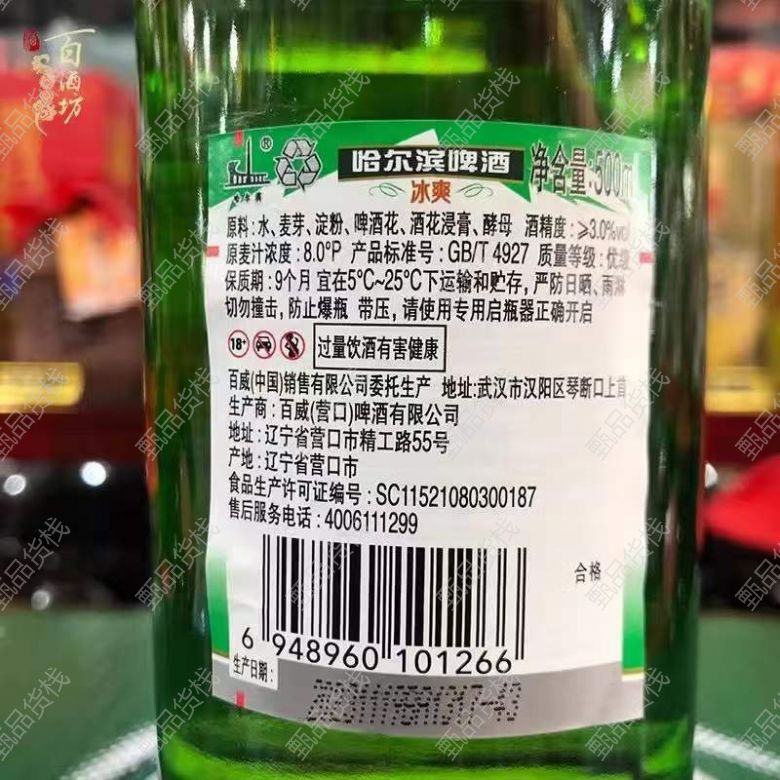 百酒坊
哈尔滨啤酒
冰爽
净含量:500m
原料:水、麦芽、淀粉、啤酒花、酒花浸膏、酵母 酒精度:≥3.0%vol
原麦汁浓度:8.0°P 产品标准号:GB/T 4927 质量等级:优级
保质期:9个月 宜在5°C~25°C下运输和贮存,严防日晒、雨淋
切勿撞击,防止爆瓶 带压,请使用专用启瓶器正确开启
18+
过量饮酒有害健康
百威(中国)销售有限公司委托生产 地址:武汉市汉阳区琴断口上首
生产商:百威(营口)啤酒有限公司
地址:辽宁省营口市精工路55号
产地:辽宁省营口市
食品生产许可证编号:SC11521080300187
售后服务电话:4006111299
合格
6 948960 101266
生产日期:
甄品货栈